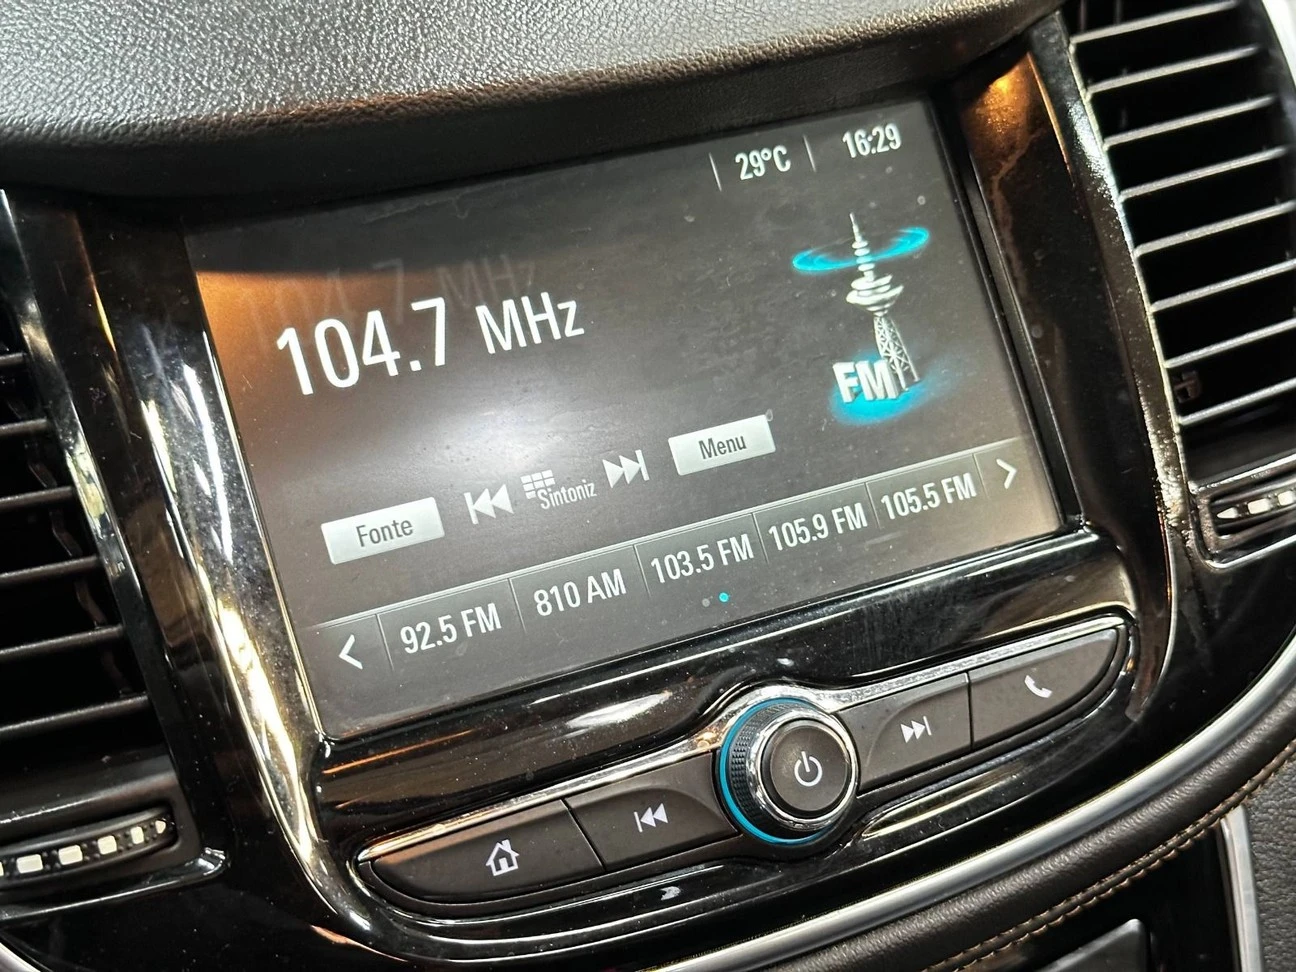 29°C 16:29
104.7 MHz
FM
Fonte Sintoniz Menu
92.5 FM 810 AM 103.5 FM 105.9 FM 105.5 FM